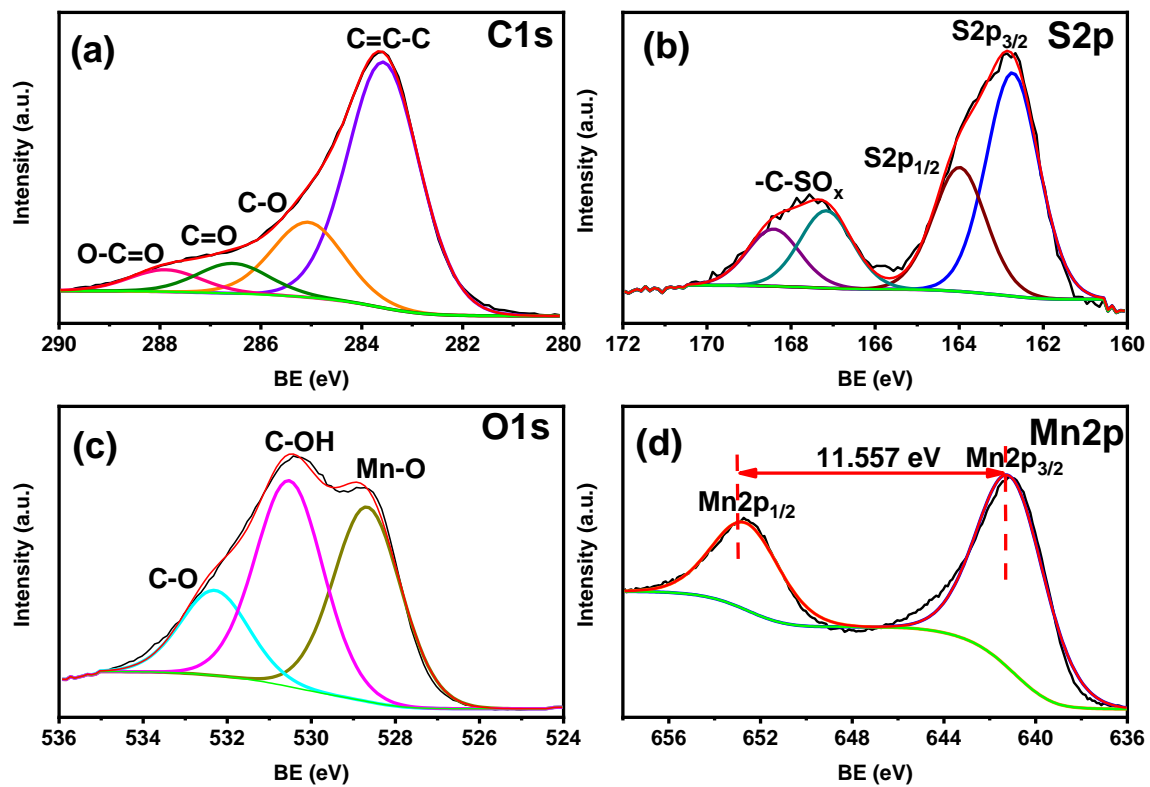 (a)
C=C-C
C1s
C-O
C=O
O-C=O
Intensity (a.u.)
290 288 286 284 282 280
BE (eV)
(b)
S2p3/2
S2p
S2p1/2
-C-SOx
Intensity (a.u.)
172 170 168 166 164 162 160
BE (eV)
(c)
O1s
C-OH
Mn-O
C-O
Intensity (a.u.)
536 534 532 530 528 526 524
BE (eV)
(d)
Mn2p
11.557 eV
Mn2p3/2
Mn2p1/2
Intensity (a.u.)
656 652 648 644 640 636
BE (eV)